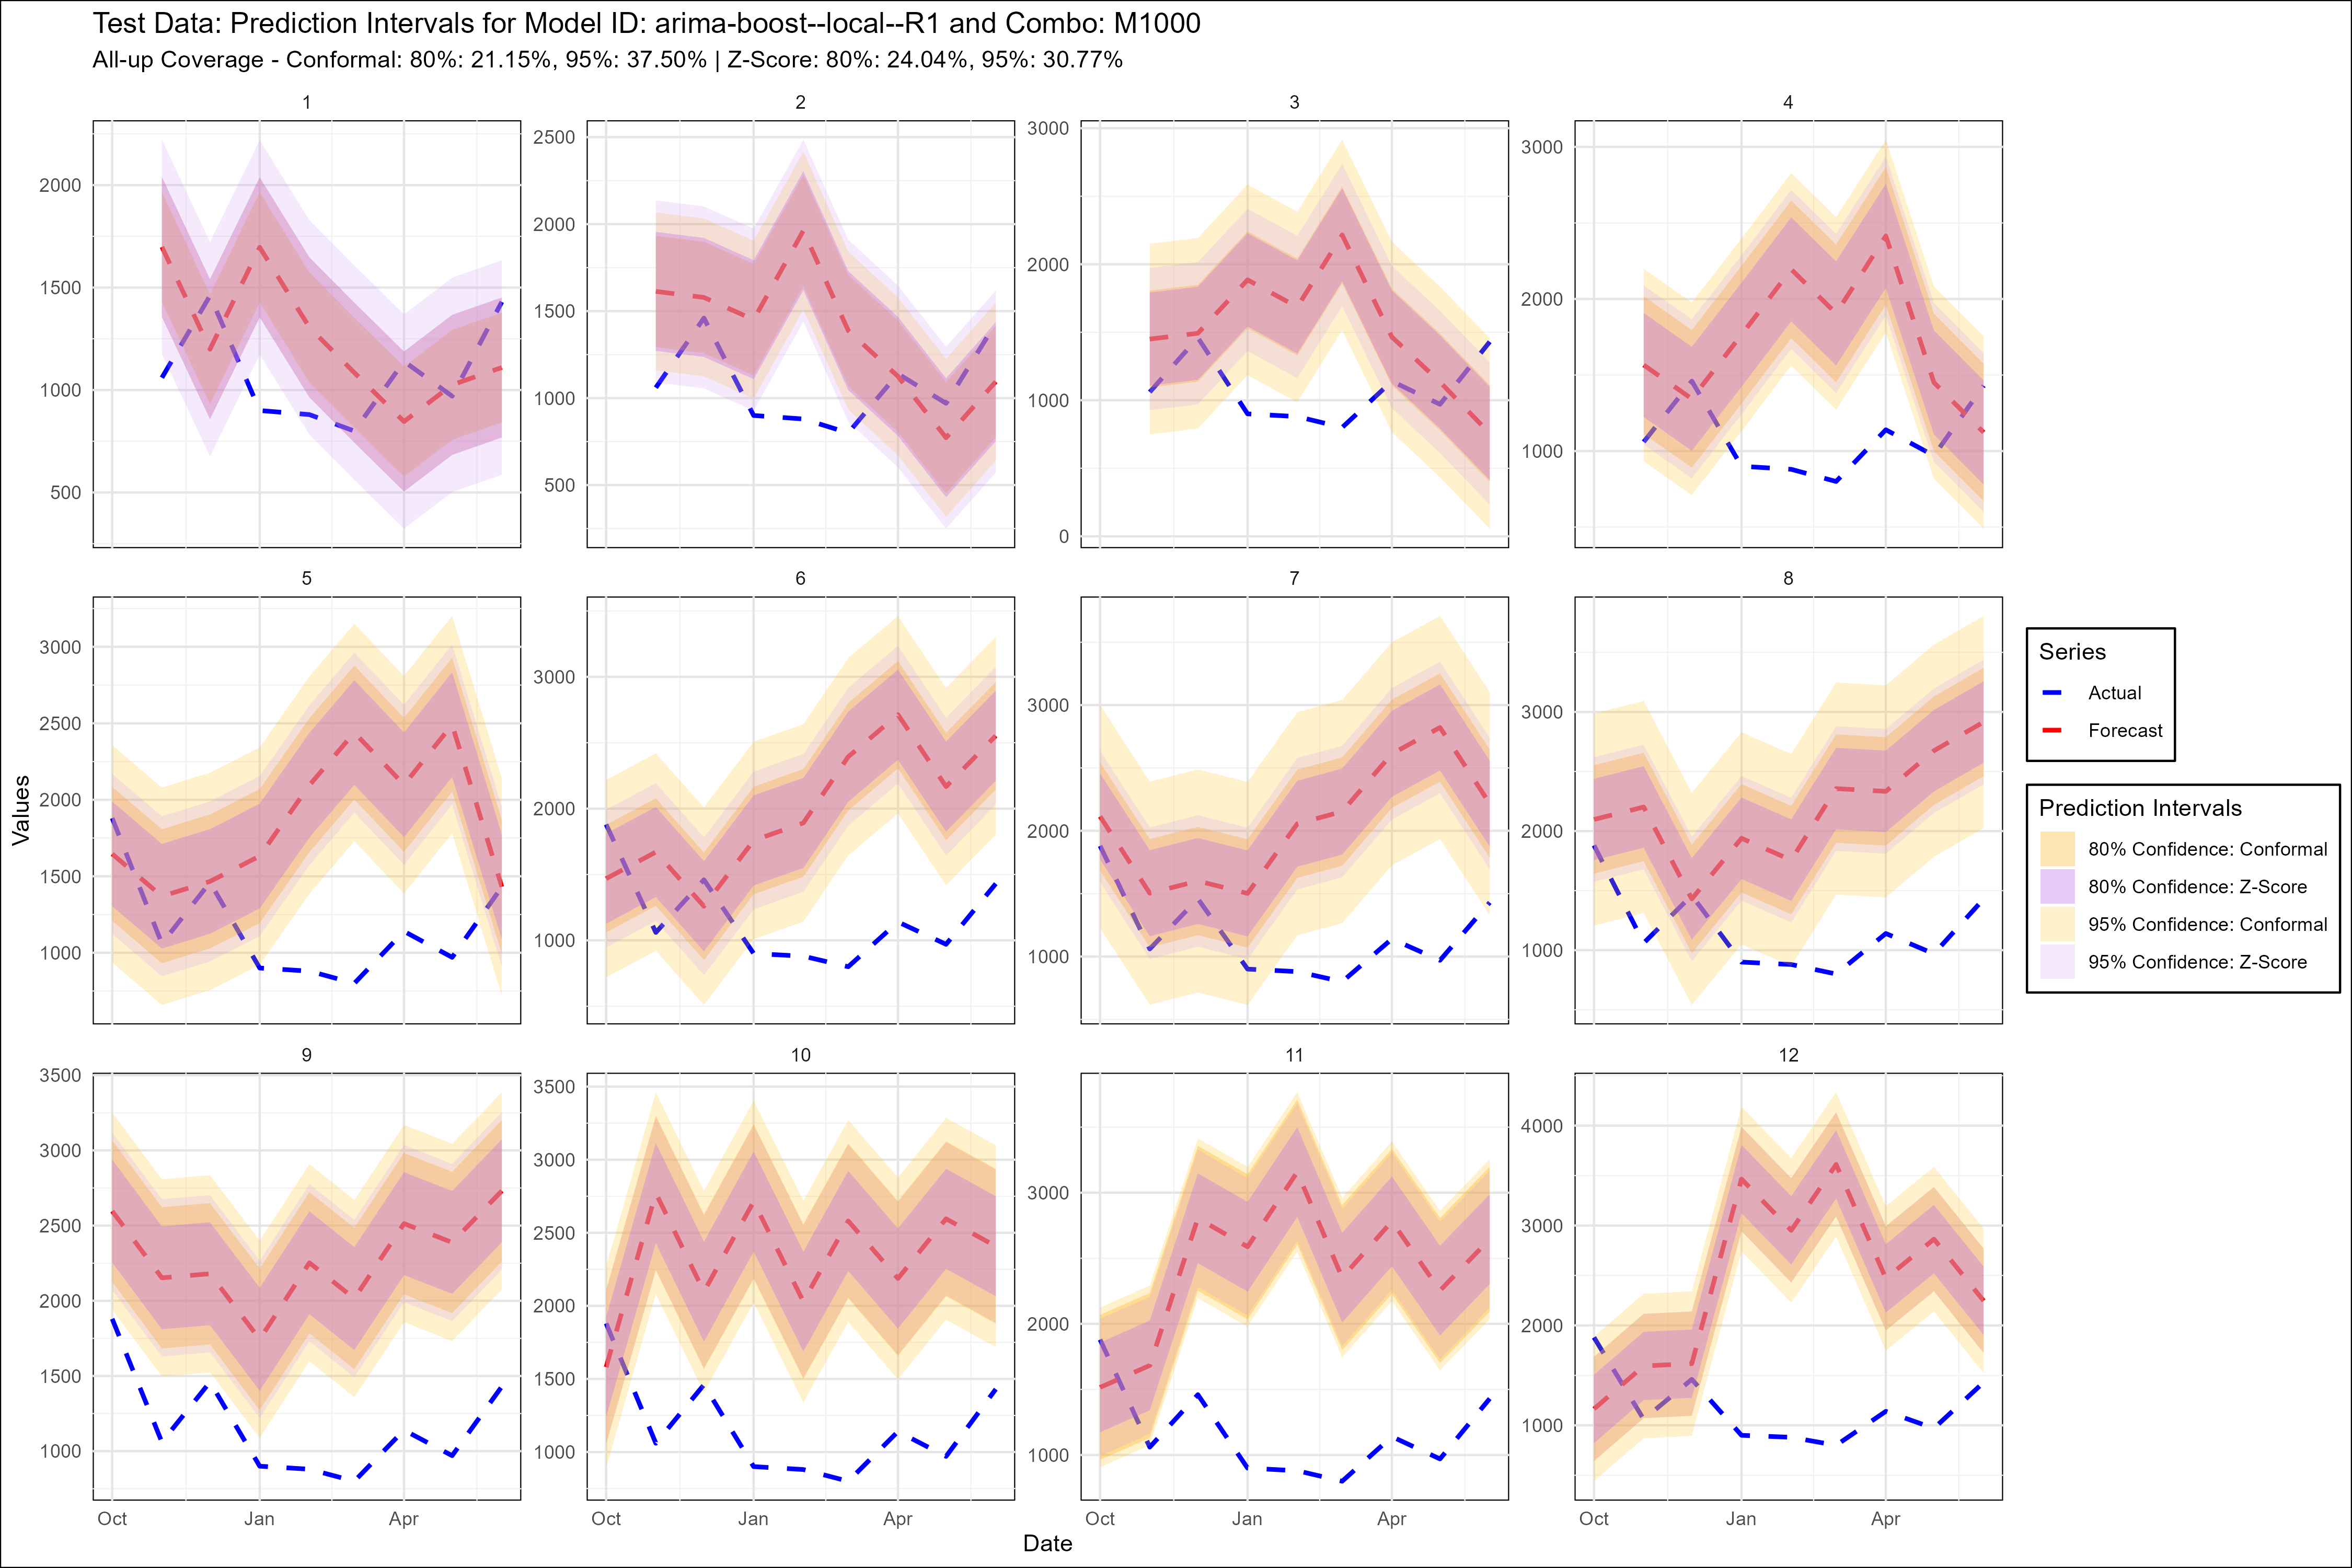 Test Data: Prediction Intervals for Model ID: arima-boost--local--R1 and Combo: M1000
All-up Coverage - Conformal: 80%: 21.15%, 95%: 37.50% | Z-Score: 80%: 24.04%, 95%: 30.77%
1
2
3
4
2000
1500
1000
500
2500
2000
1500
1000
500
3000
2000
1000
0
3000
2000
1000
5
6
7
8
3000
2500
2000
1500
1000
3000
2000
1000
3000
2000
1000
3000
2000
1000
9
10
11
12
3500
3000
2500
2000
1500
1000
3500
3000
2500
2000
1500
1000
3000
2000
1000
4000
3000
2000
1000
Oct
Jan
Apr
Oct
Jan
Apr
Oct
Jan
Apr
Oct
Jan
Apr
Date
Values
Series
Actual
Forecast
Prediction Intervals
80% Confidence: Conformal
80% Confidence: Z-Score
95% Confidence: Conformal
95% Confidence: Z-Score